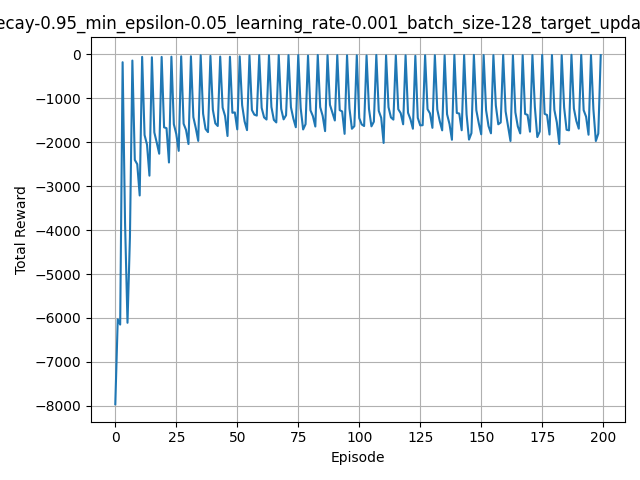 ecay-0.95_min_epsilon-0.05_learning_rate-0.001_batch_size-128_target_upda
0
−1000
−2000
−3000
−4000
−5000
−6000
−7000
−8000
Total Reward
0 25 50 75 100 125 150 175 200
Episode